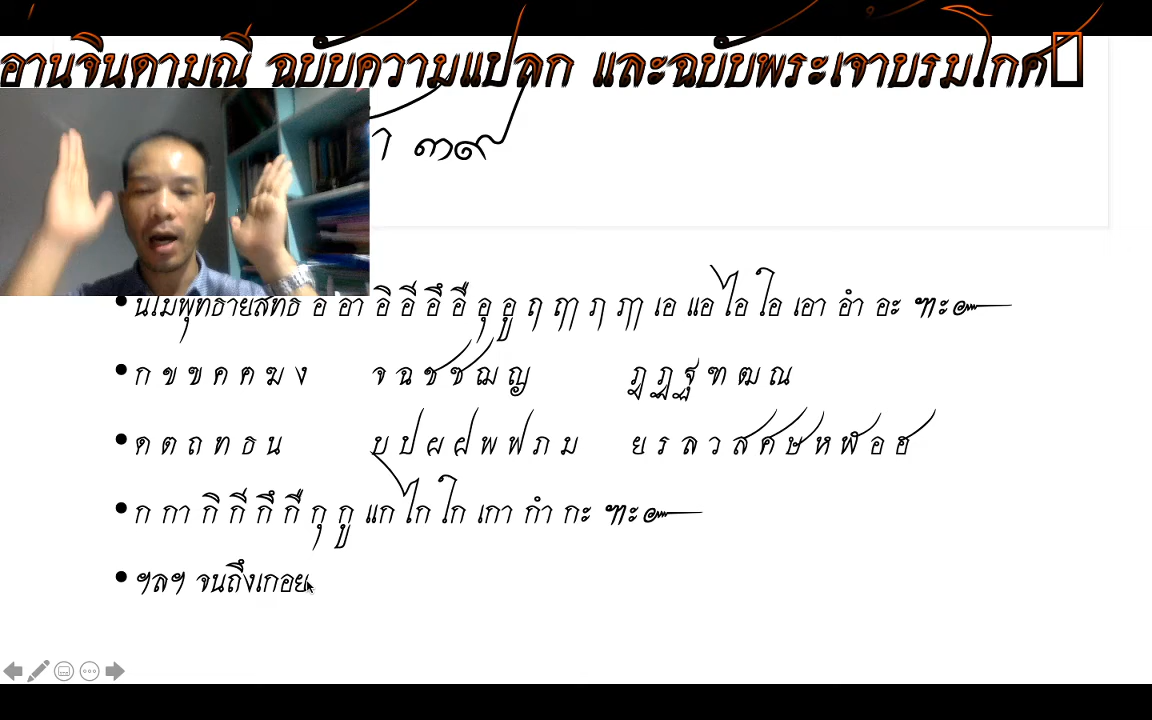 อ่านจินดามณี ฉบับความแปลก และฉบับพระเจ้าบรมโกศ
๓๙
นโมพุทธายสิทธ อ อา อิ อี อึ อือ อุ อู ฤ ฤๅ ฦ ฦๅ เอ แอ ไอ ใอ เอา อำ อะ ฯะ๛
ก ข ฃ ค ฅ ฆ ง จ ฉ ช ซ ฌ ญ ฎ ฏ ฐ ฑ ฒ ณ
ด ต ถ ท ธ น บ ป ผ ฝ พ ฟ ภ ม ย ร ล ว ส ศ ษ ห ฬ อ ฮ
ก กา กิ กี กึ กื กุ กู แก ไก ใก เกา กำ กะ ฯะ๛
ฯลฯ จนถึงเกอย